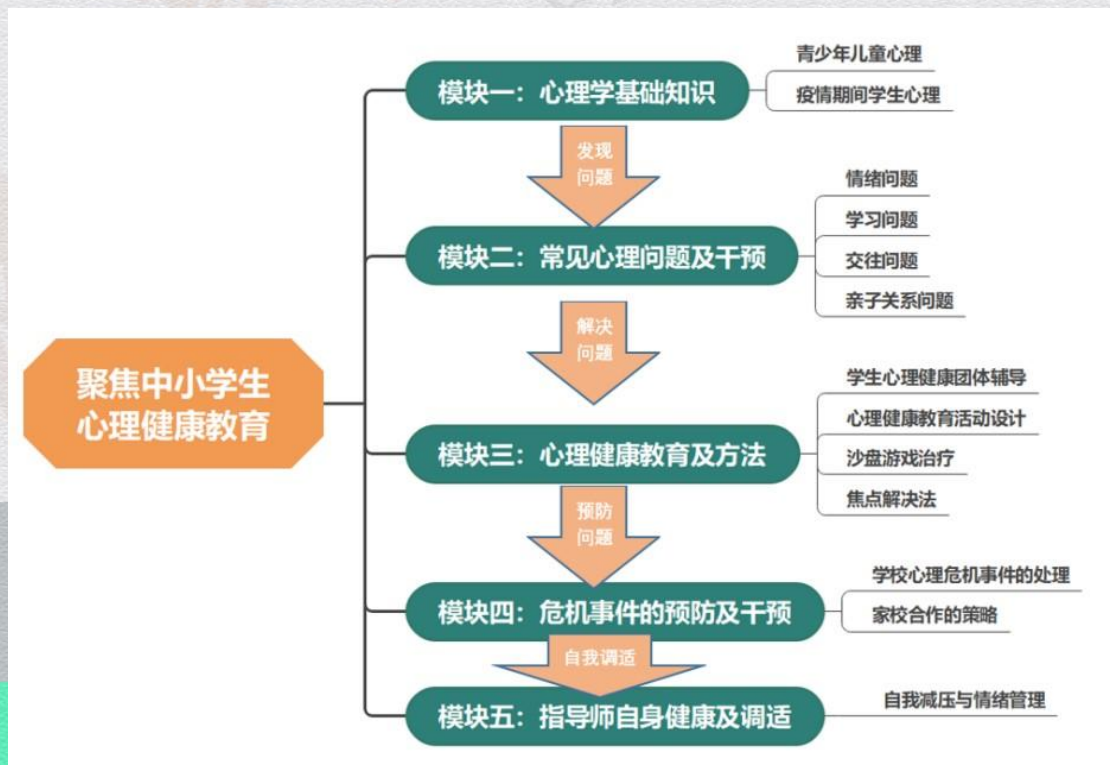 青少年儿童心理
模块一：心理学基础知识
疫情期间学生心理
发现
问题
情绪问题
学习问题
模块二：常见心理问题及干预
交往问题
亲子关系问题
解决
问题
聚焦中小学生
心理健康教育
学生心理健康团体辅导
心理健康教育活动设计
模块三：心理健康教育及方法
沙盘游戏治疗
焦点解决法
预防
问题
学校心理危机事件的处理
模块四：危机事件的预防及干预
家校合作的策略
自我调适
模块五：指导师自身健康及调适
自我减压与情绪管理